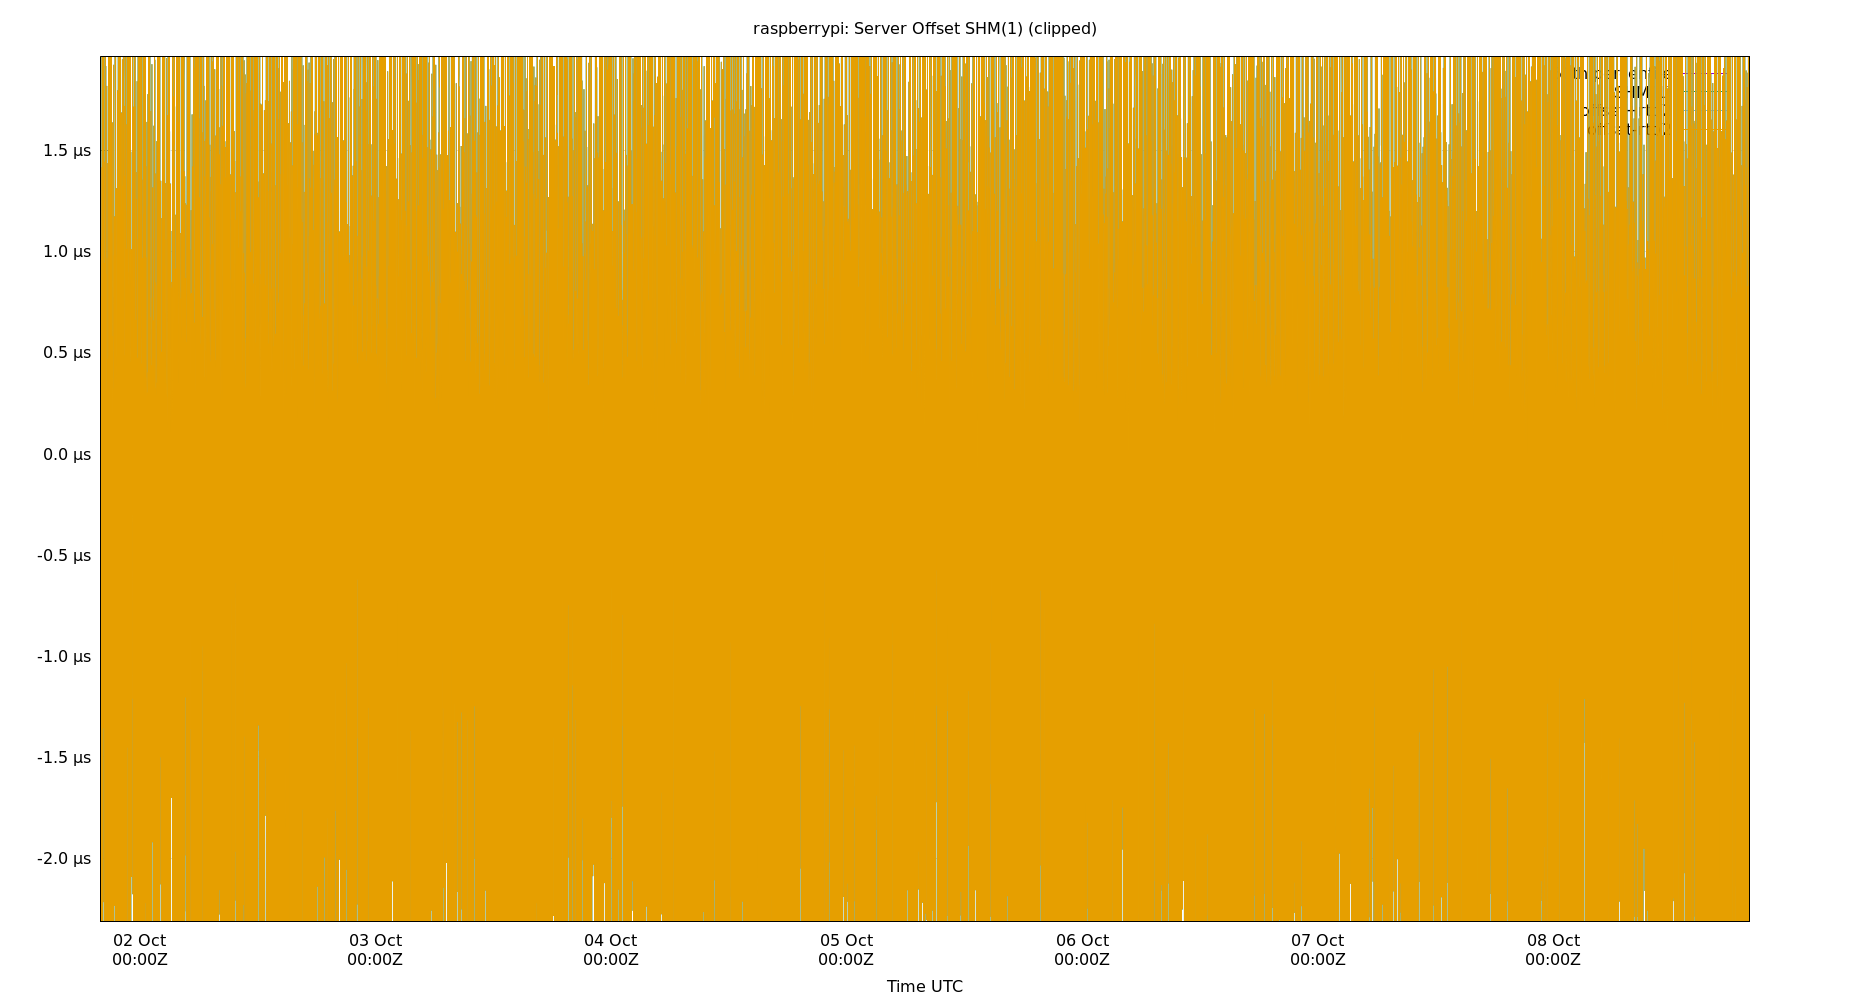 raspberrypi: Server Offset SHM(1) (clipped)
1.5 µs
1.0 µs
0.5 µs
0.0 µs
-0.5 µs
-1.0 µs
-1.5 µs
-2.0 µs
02 Oct 03 Oct 04 Oct 05 Oct 06 Oct 07 Oct 08 Oct
00:00Z 00:00Z 00:00Z 00:00Z 00:00Z 00:00Z 00:00Z
Time UTC